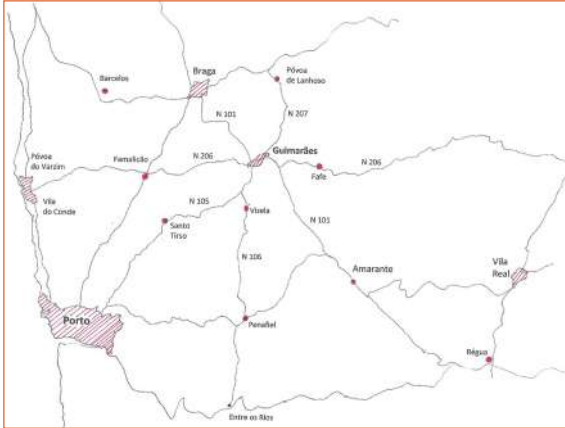 Barcelos
Braga
Póvoa
de Lanhoso
N 101
N 207
Guimarães
Póvoa
do Varzim
Famalicão
N 206
N 206
Fafe
Vila
do Conde
N 105
Santo
Tirso
Vizela
N 101
N 106
Amarante
Vila
Real
Porto
Penafiel
Régua
Entre os Rios